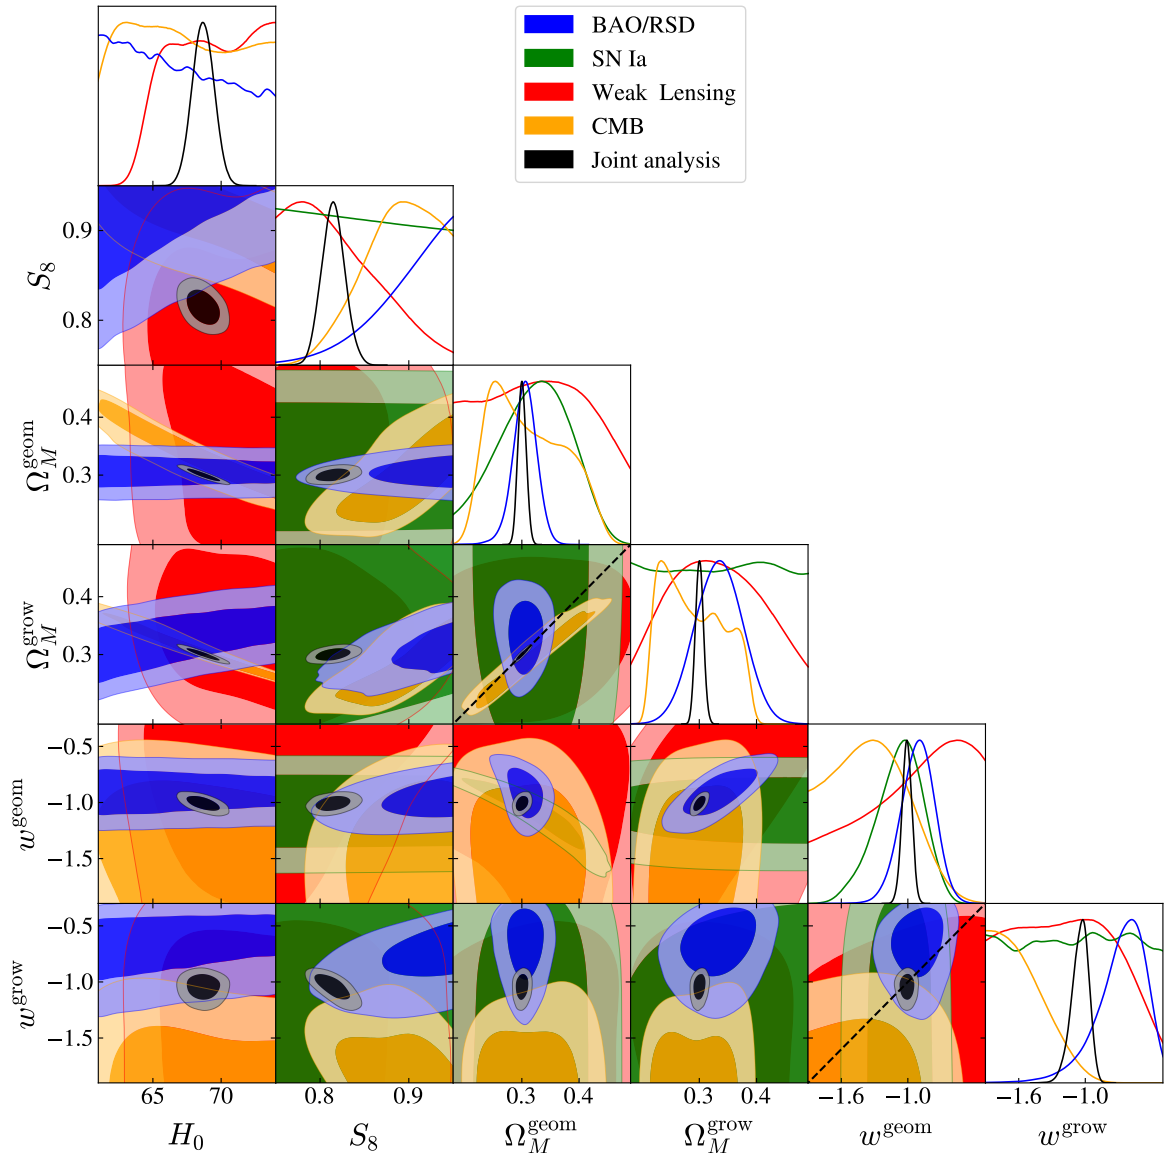 BAO/RSD
SN Ia
Weak Lensing
CMB
Joint analysis
0.9
0.8
S_8
0.4
0.3
Ω_M^geom
0.4
0.3
Ω_M^grow
−0.5
−1.0
−1.5
w^geom
−0.5
−1.0
−1.5
w^grow
65 70 0.8 0.9 0.3 0.4 0.3 0.4 −1.6 −1.0 −1.6 −1.0
H_0 S_8 Ω_M^geom Ω_M^grow w^geom w^grow